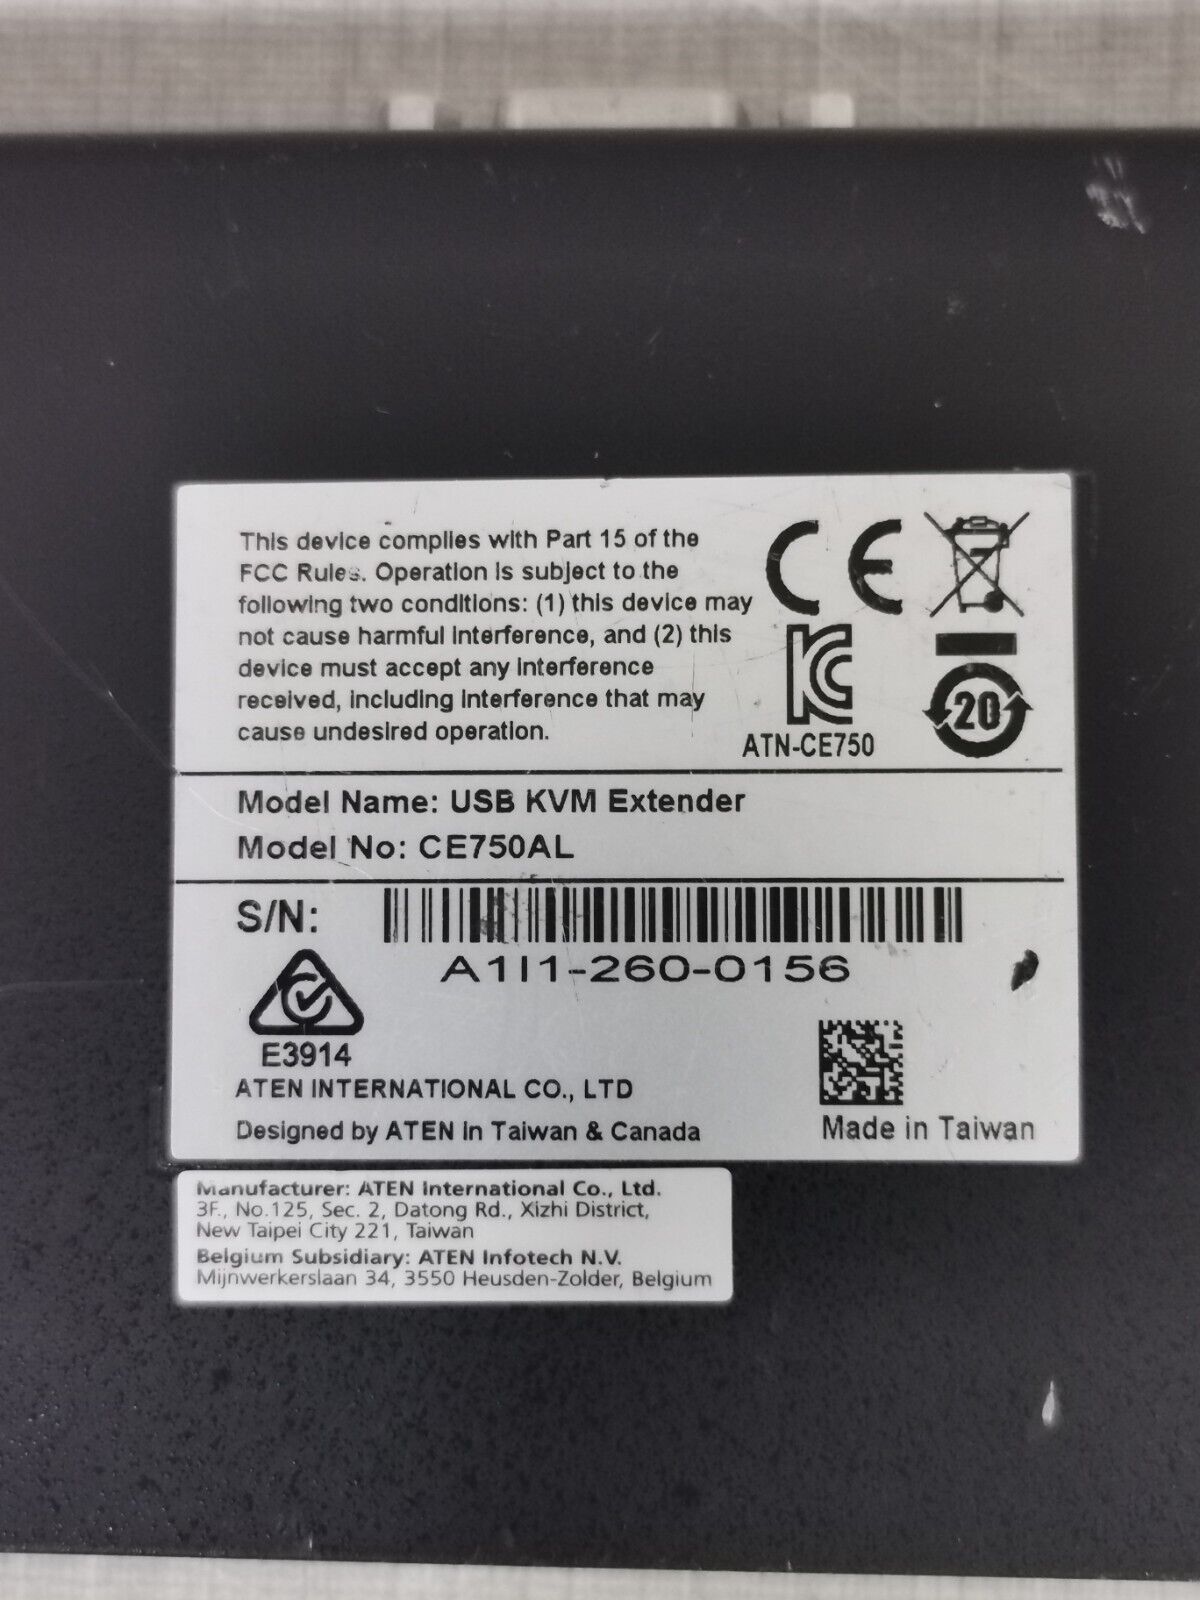 This device complies with Part 15 of the
FCC Rules. Operation is subject to the
following two conditions: (1) this device may
not cause harmful interference, and (2) this
device must accept any interference
received, including interference that may
cause undesired operation.
CE
KC
ATN-CE750
20
Model Name: USB KVM Extender
Model No: CE750AL
S/N:
A1I1-260-0156
E3914
ATEN INTERNATIONAL CO., LTD
Designed by ATEN in Taiwan & Canada
Made in Taiwan
Manufacturer: ATEN International Co., Ltd.
3F., No.125, Sec. 2, Datong Rd., Xizhi District,
New Taipei City 221, Taiwan
Belgium Subsidiary: ATEN Infotech N.V.
Mijnwerkerslaan 34, 3550 Heusden-Zolder, Belgium